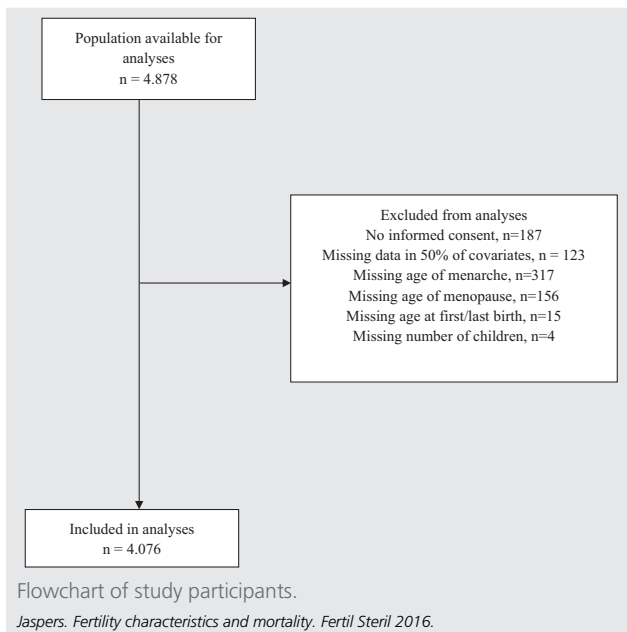 Population available for
analyses
n = 4.878
Excluded from analyses
No informed consent, n=187
Missing data in 50% of covariates, n = 123
Missing age of menarche, n=317
Missing age of menopause, n=156
Missing age at first/last birth, n=15
Missing number of children, n=4
Included in analyses
n = 4.076
Flowchart of study participants.
Jaspers. Fertility characteristics and mortality. Fertil Steril 2016.